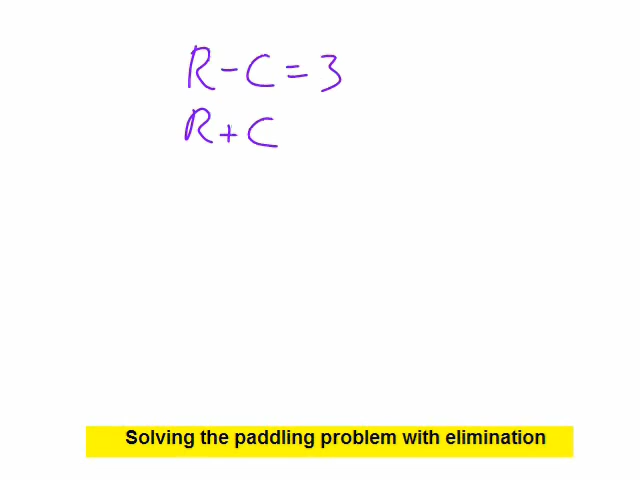 R - C = 3
R + C
Solving the paddling problem with elimination